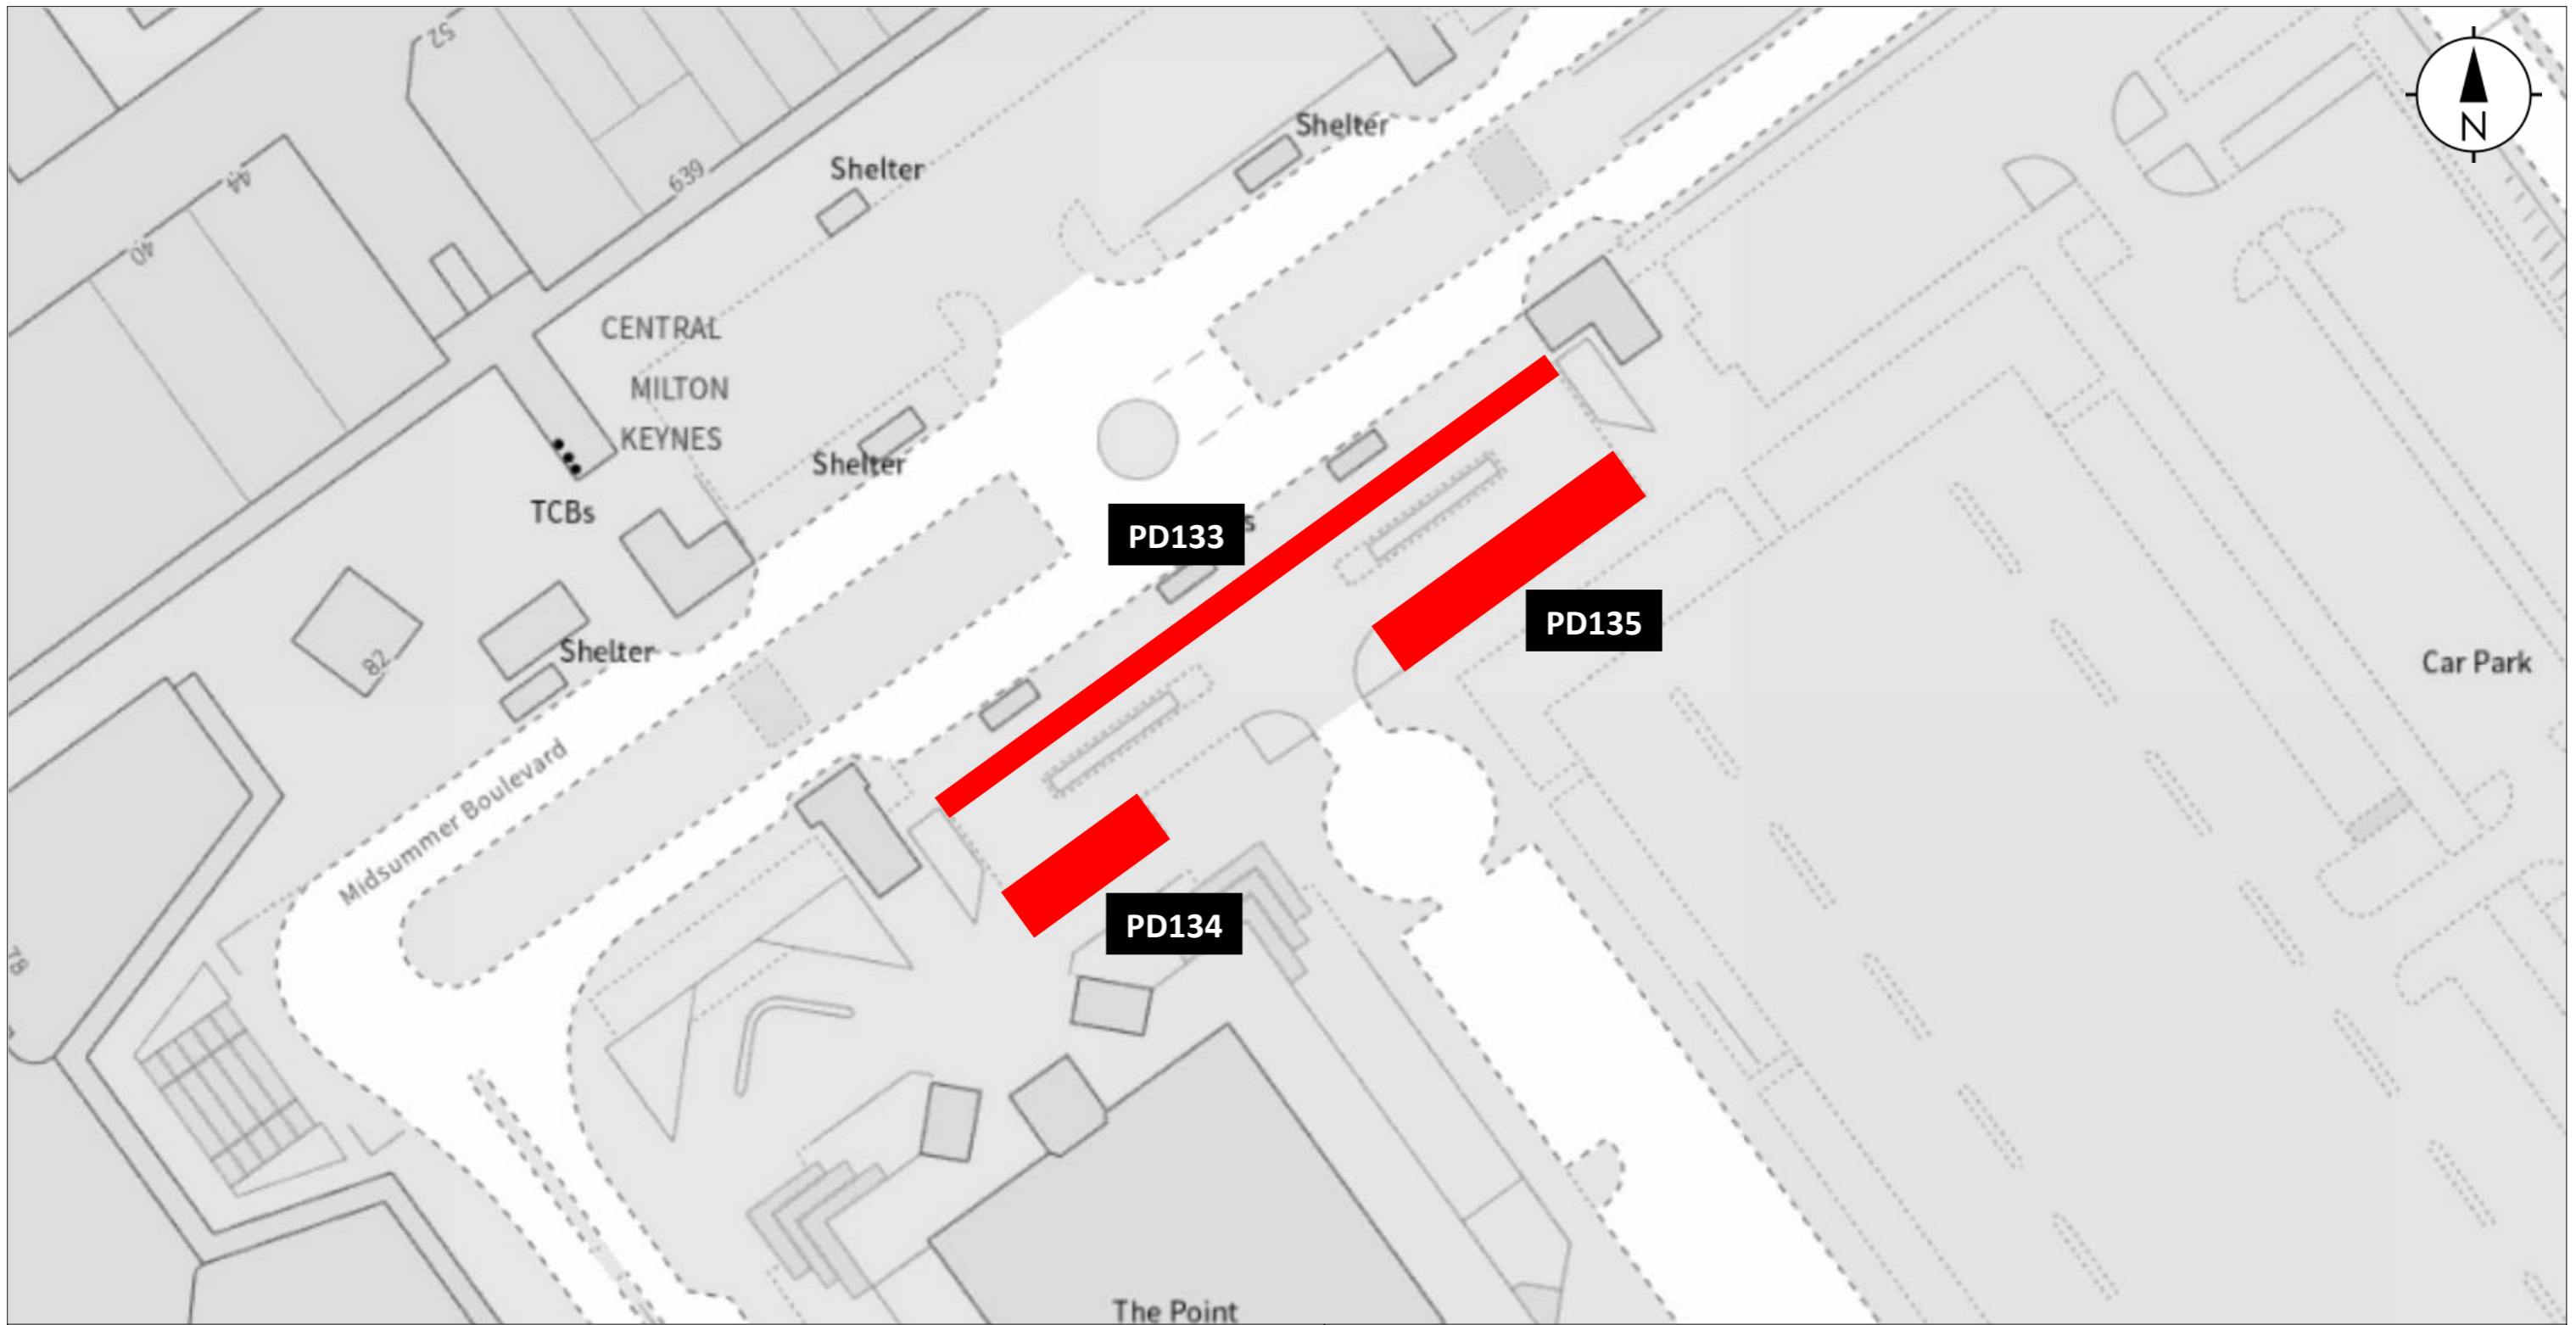 52
N
Shelter
Shelter
639
44
40
CENTRAL
MILTON
KEYNES
Shelter
TCBs
PD133
s
PD135
Shelter
82
Car Park
Midsummer Boulevard
PD134
78
The Point